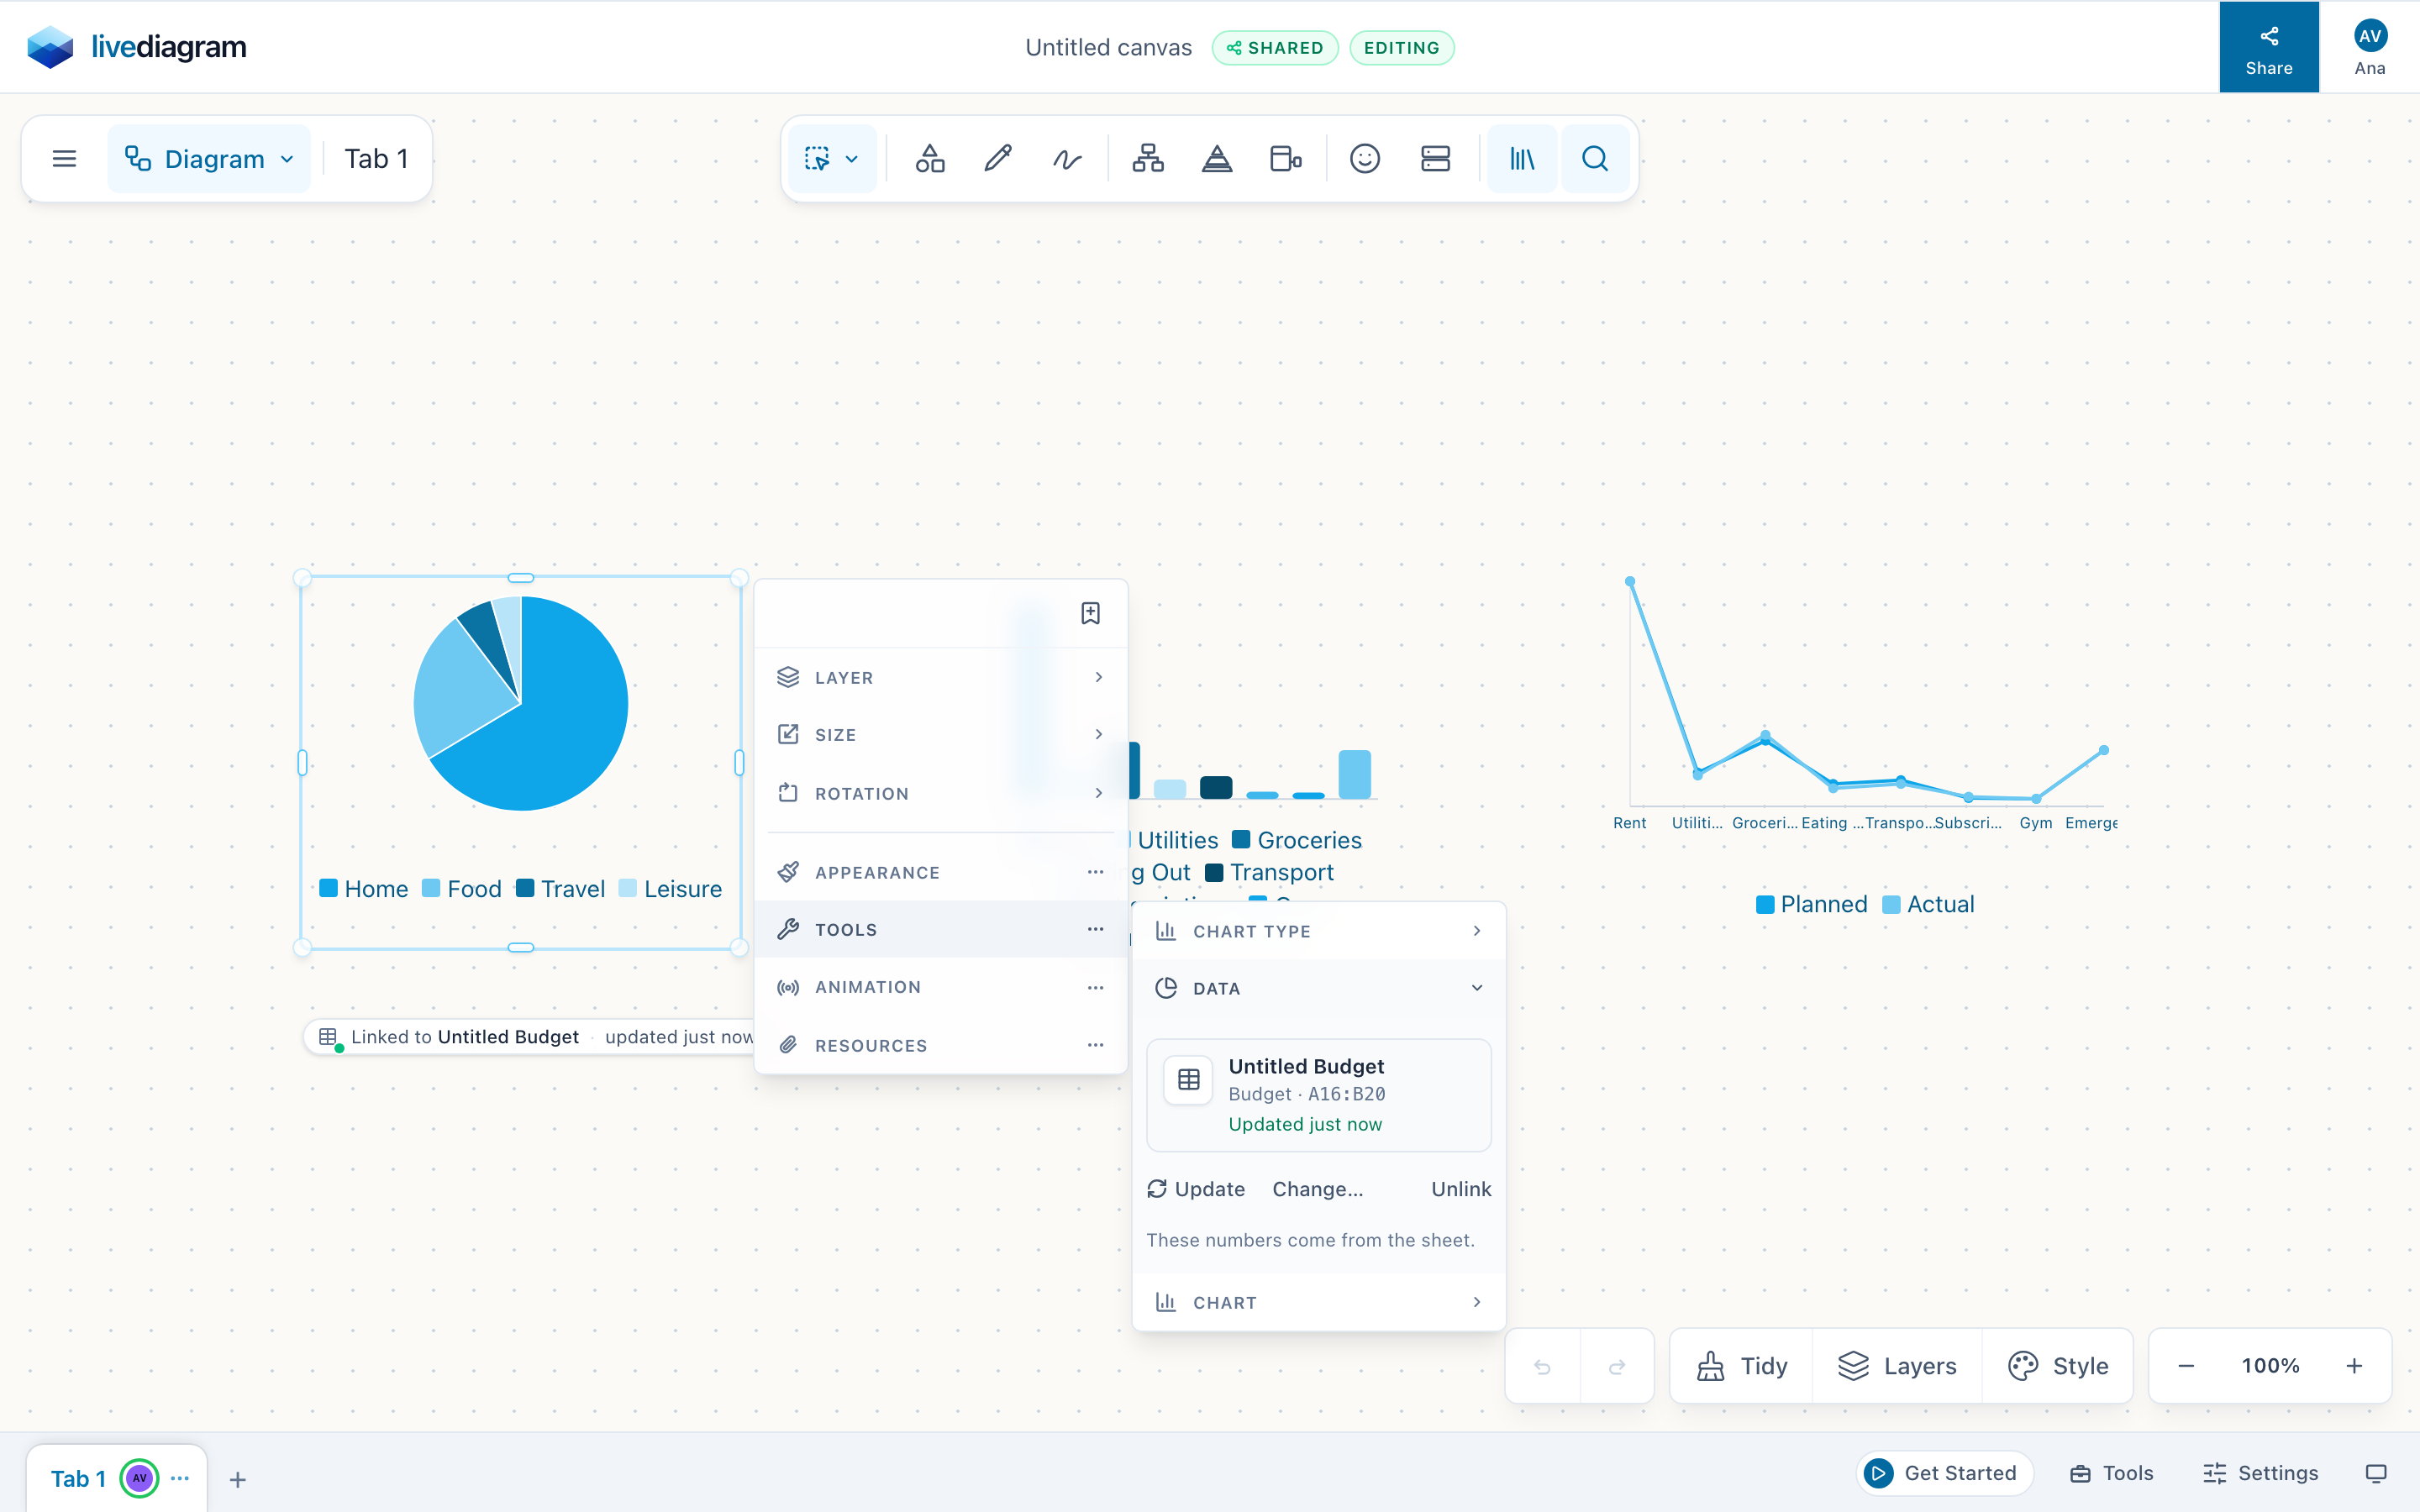 livediagram
Untitled canvas
SHARED
EDITING
Share
AV
Ana
Diagram
Tab 1
LAYER
SIZE
ROTATION
APPEARANCE
TOOLS
ANIMATION
RESOURCES
Home Food Travel Leisure
Linked to Untitled Budget · updated just now
Utilities Groceries
g Out Transport
CHART TYPE
DATA
Untitled Budget
Budget · A16:B20
Updated just now
Update Change... Unlink
These numbers come from the sheet.
CHART
Rent Utiliti... Groceri... Eating ... Transpo... Subscri... Gym Emerge
Planned Actual
Tidy Layers Style
100%
Tab 1 AV
Get Started Tools Settings